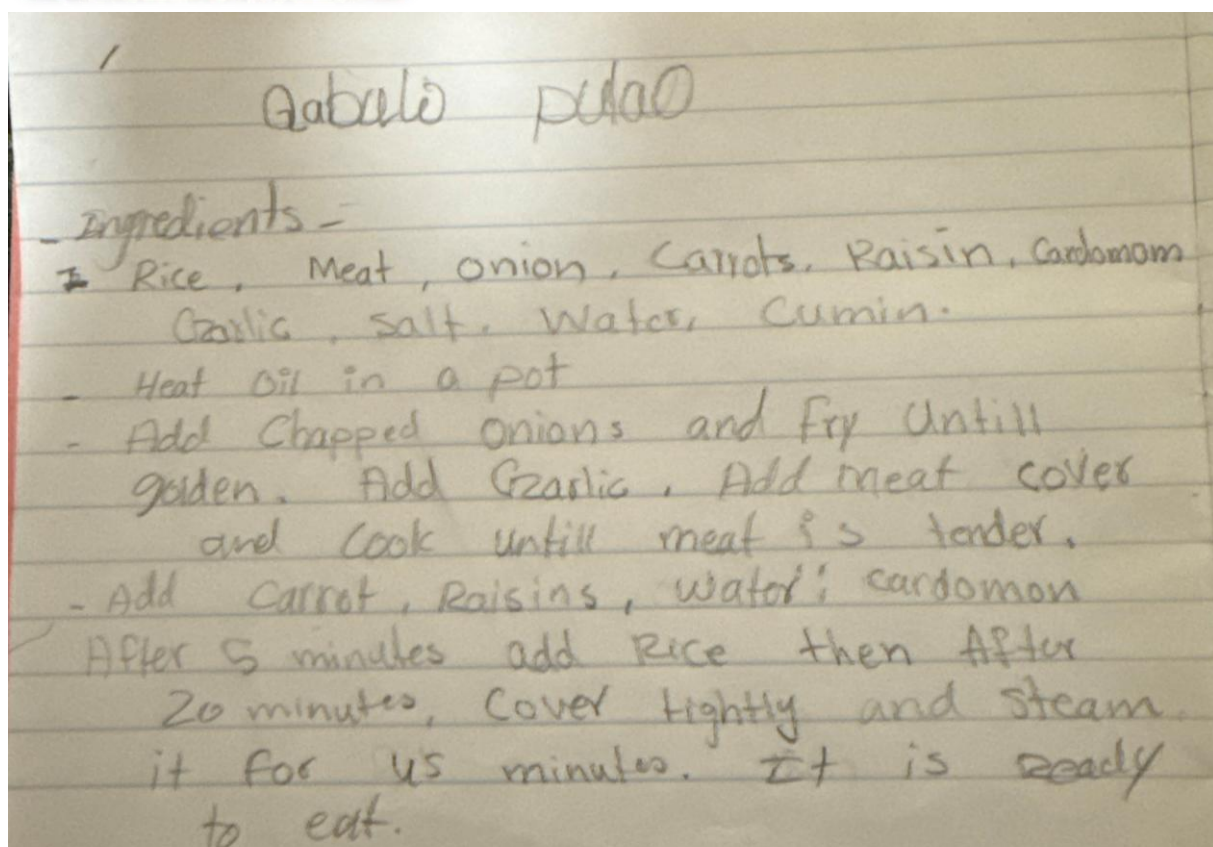 Qabulo pulao
- Ingredients -
Rice, Meat, onion, Carrots, Raisin, Cardomom
Garlic, salt, Water, Cumin.
- Heat oil in a pot
- Add Chapped onions and Fry Untill
golden. Add Garlic, Add meat cover
and Cook untill meat is tender.
- Add Carrot, Raisins, water, cardomon
After 5 minutes add Rice then After
20 minutes, Cover tightly and Steam
it for 45 minutes. It is Ready
to eat.